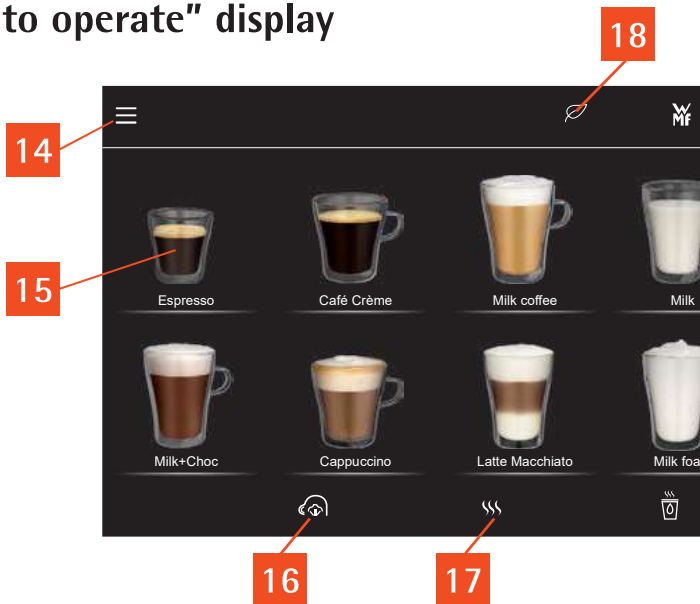 to operate" display
18
WMF
14
15
Espresso Café Crème Milk coffee Milk
Milk+Choc Cappuccino Latte Macchiato Milk foa
16 17